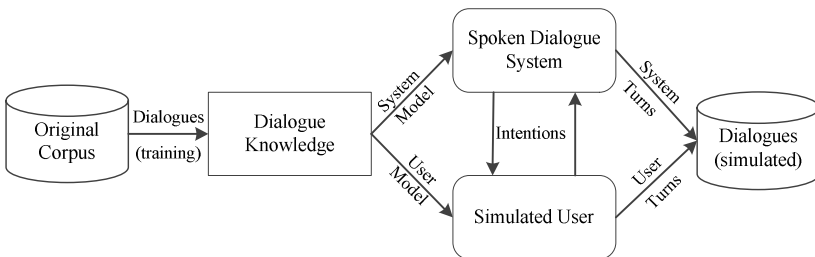 Original
Corpus
Dialogues
(training)
Dialogue
Knowledge
System
Model
User
Model
Spoken Dialogue
System
Intentions
Simulated User
System
Turns
User
Turns
Dialogues
(simulated)